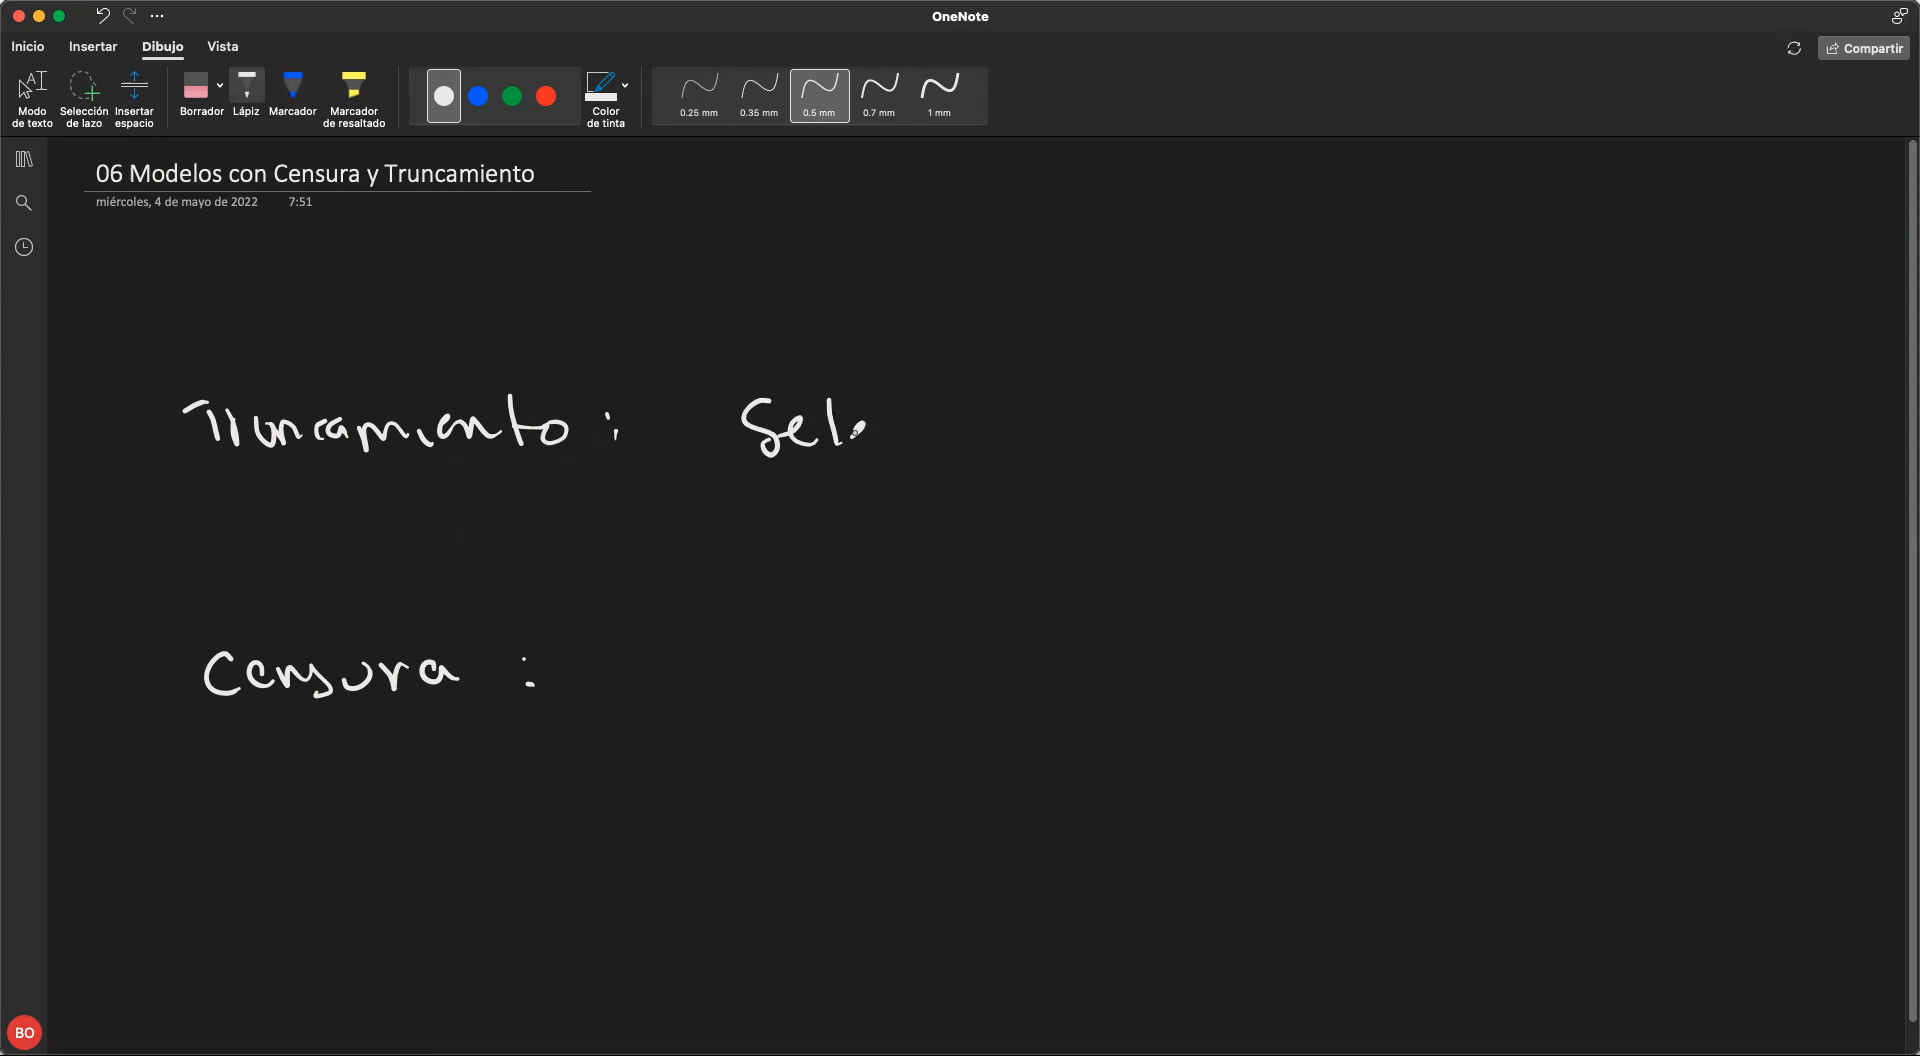 OneNote
Inicio Insertar Dibujo Vista
Compartir
Modo de texto
Selección de lazo
Insertar espacio
Borrador
Lápiz
Marcador
Marcador de resaltado
Color de tinta
0.25 mm
0.35 mm
0.5 mm
0.7 mm
1 mm
06 Modelos con Censura y Truncamiento
miércoles, 4 de mayo de 2022 7:51
Truncamiento : Sel
Censura :
BO